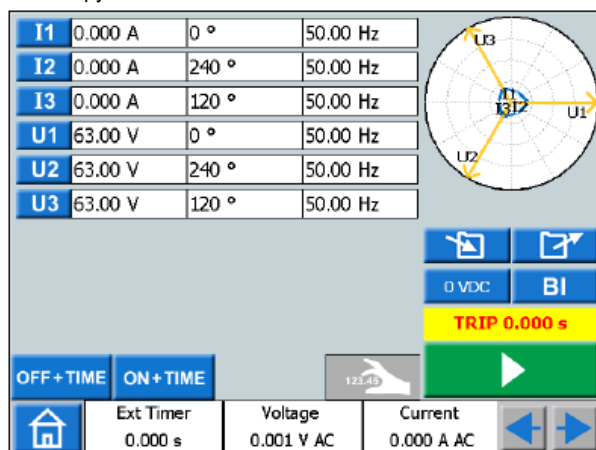 I1 0.000 A 0 ° 50.00 Hz
I2 0.000 A 240 ° 50.00 Hz
I3 0.000 A 120 ° 50.00 Hz
U1 63.00 V 0 ° 50.00 Hz
U2 63.00 V 240 ° 50.00 Hz
U3 63.00 V 120 ° 50.00 Hz
U3
I1
I3 I2
U1
U2
0 VDC BI
TRIP 0.000 s
OFF+TIME ON+TIME 123.45
Ext Timer Voltage Current
0.000 s 0.001 V AC 0.000 A AC